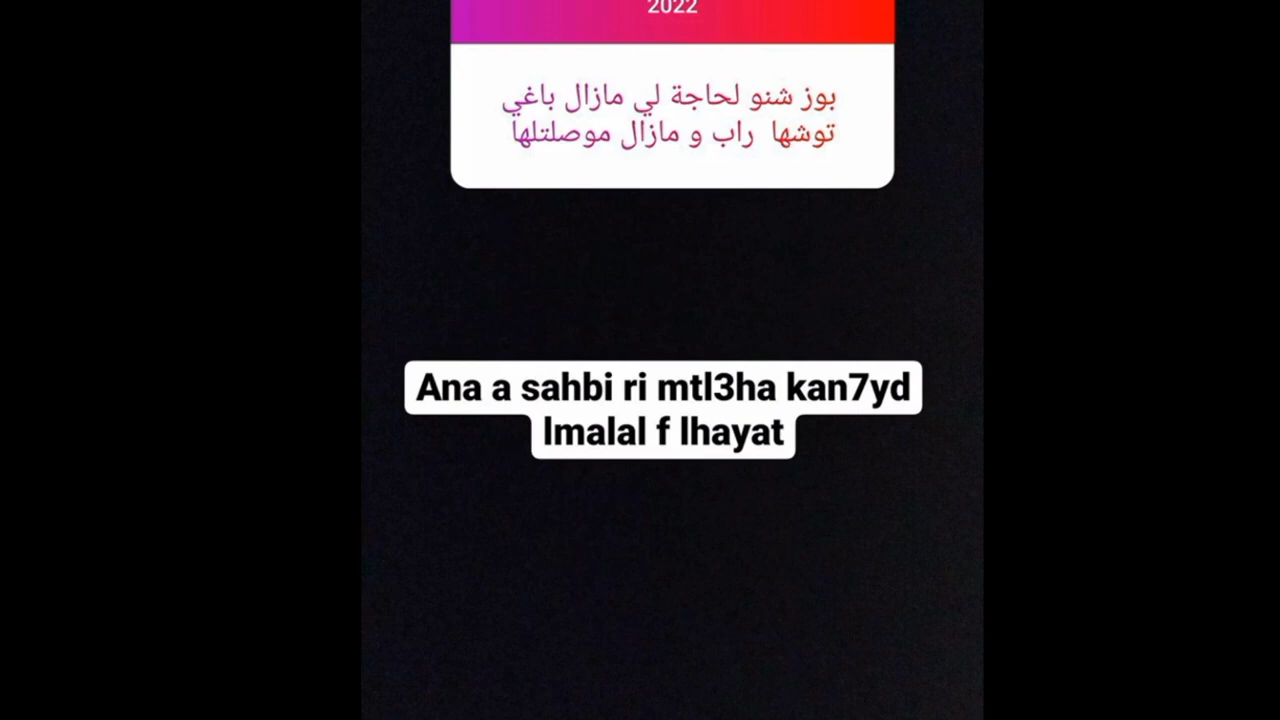 2022
بوز شنو لحاجة لي مازال باغي
توشها راب و مازال موصلتلها
Ana a sahbi ri mtl3ha kan7yd
lmalal f lhayat